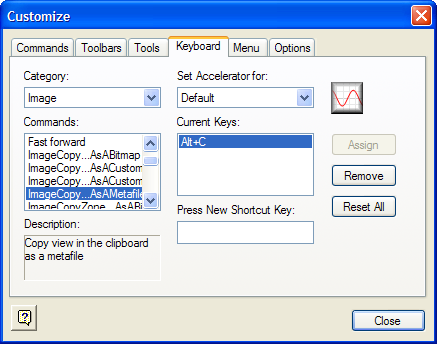 Customize
Commands Toolbars Tools Keyboard Menu Options
Category:
Image
Set Accelerator for:
Default
Commands:
Fast forward
ImageCopy...AsABitmap
ImageCopy...AsACustom
ImageCopy...AsACustom
ImageCopy...AsAMetafile
ImageCopyZone...AsABi
Current Keys:
Alt+C
Assign
Remove
Reset All
Press New Shortcut Key:
Description:
Copy view in the clipboard
as a metafile
?
Close